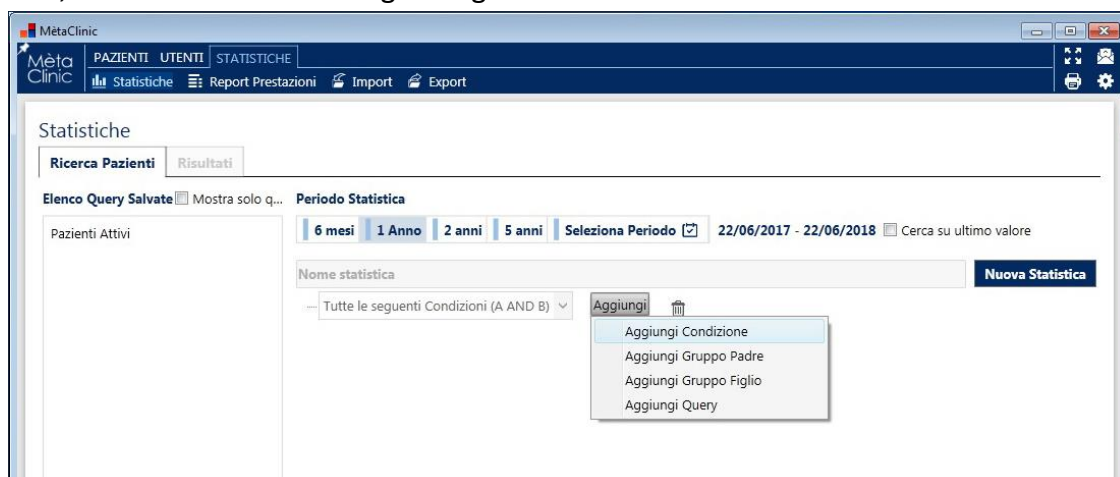 MètaClinic
Mèta
Clinic
PAZIENTI UTENTI STATISTICHE
Statistiche Report Prestazioni Import Export
Statistiche
Ricerca Pazienti Risultati
Elenco Query Salvate Mostra solo q... Periodo Statistica
Pazienti Attivi
6 mesi 1 Anno 2 anni 5 anni Seleziona Periodo 22/06/2017 - 22/06/2018 Cerca su ultimo valore
Nome statistica Nuova Statistica
Tutte le seguenti Condizioni (A AND B) Aggiungi
Aggiungi Condizione
Aggiungi Gruppo Padre
Aggiungi Gruppo Figlio
Aggiungi Query